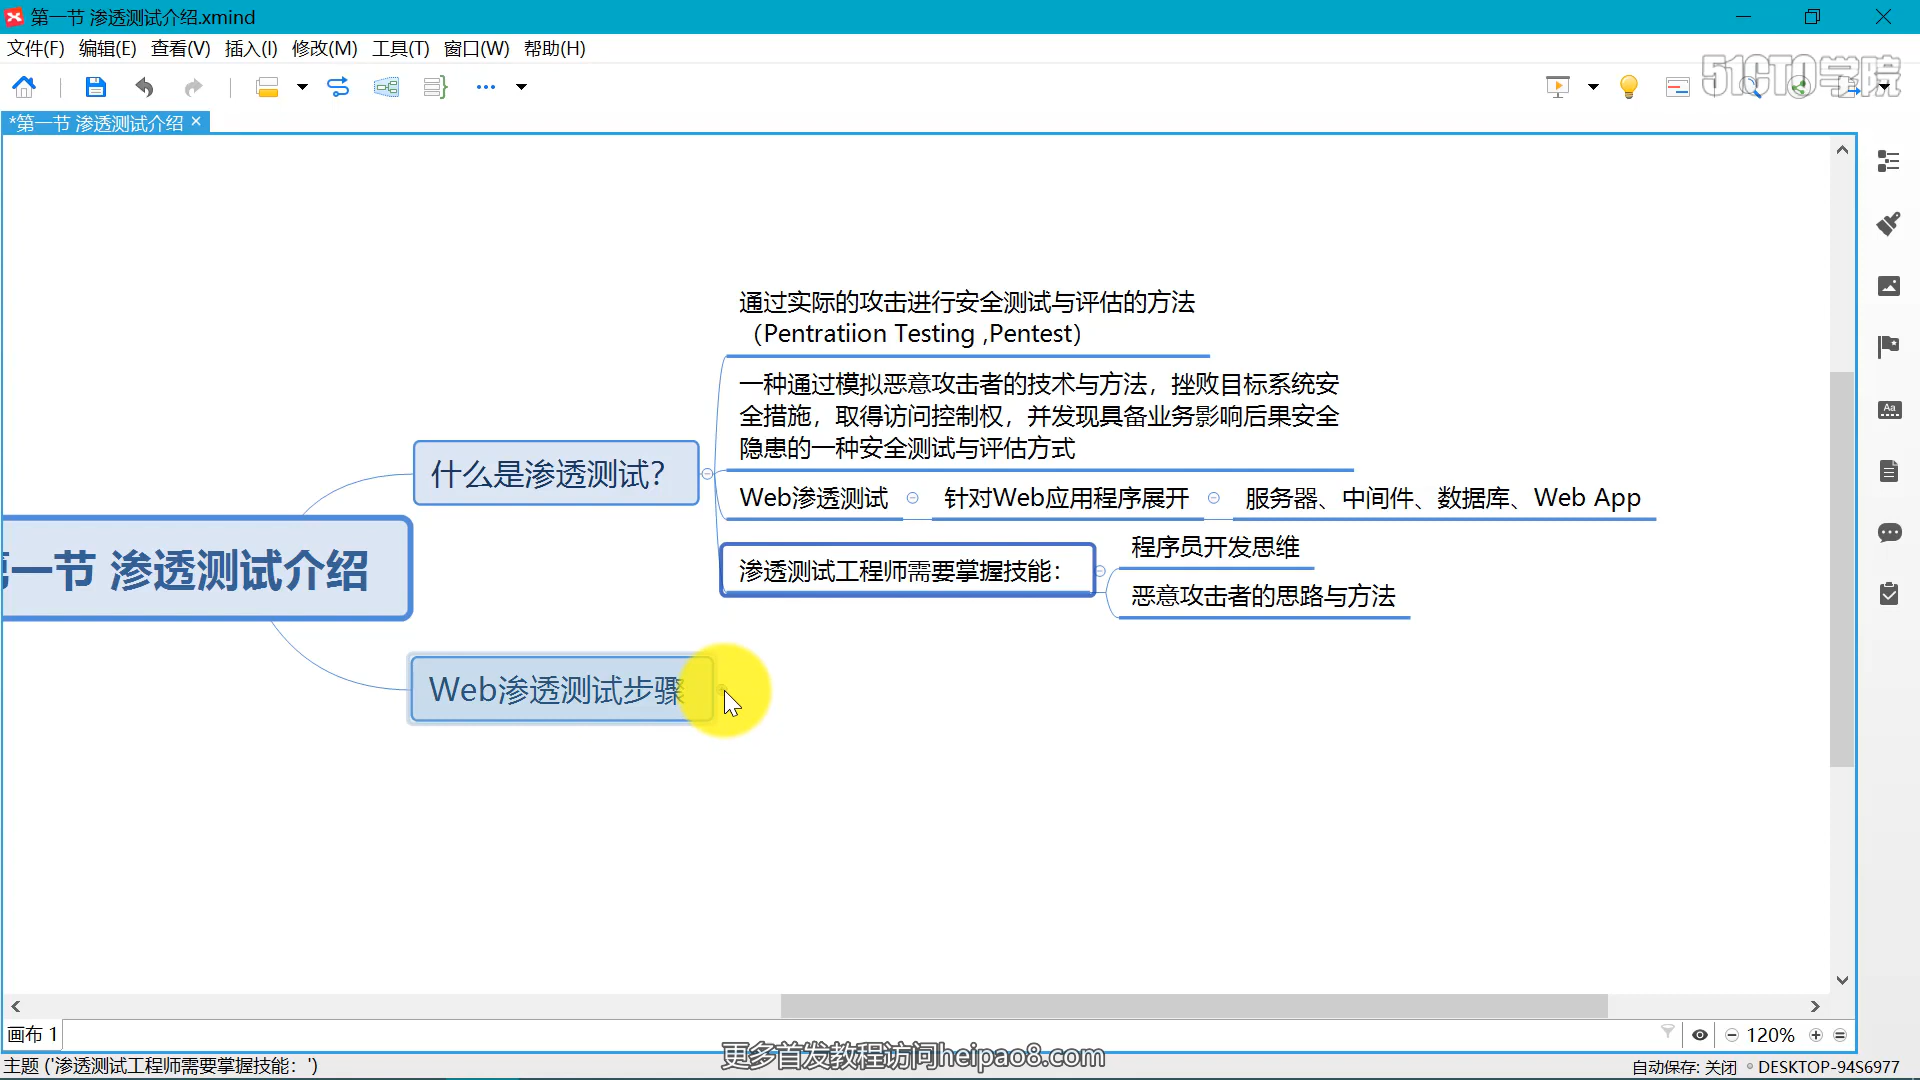 第一节 渗透测试介绍.xmind
文件(F) 编辑(E) 查看(V) 插入(I) 修改(M) 工具(T) 窗口(W) 帮助(H)
51CTO学院
*第一节 渗透测试介绍
通过实际的攻击进行安全测试与评估的方法
（Pentratiion Testing ,Pentest）
一种通过模拟恶意攻击者的技术与方法，挫败目标系统安
全措施，取得访问控制权，并发现具备业务影响后果安全
隐患的一种安全测试与评估方式
什么是渗透测试?
Web渗透测试 针对Web应用程序展开 服务器、中间件、数据库、Web App
程序员开发思维
渗透测试工程师需要掌握技能：
恶意攻击者的思路与方法
一节 渗透测试介绍
Web渗透测试步骤
Aa
画布 1
120%
更多首发教程访问heipao8.com
主题 ('渗透测试工程师需要掌握技能：')
自动保存: 关闭 DESKTOP-94S6977